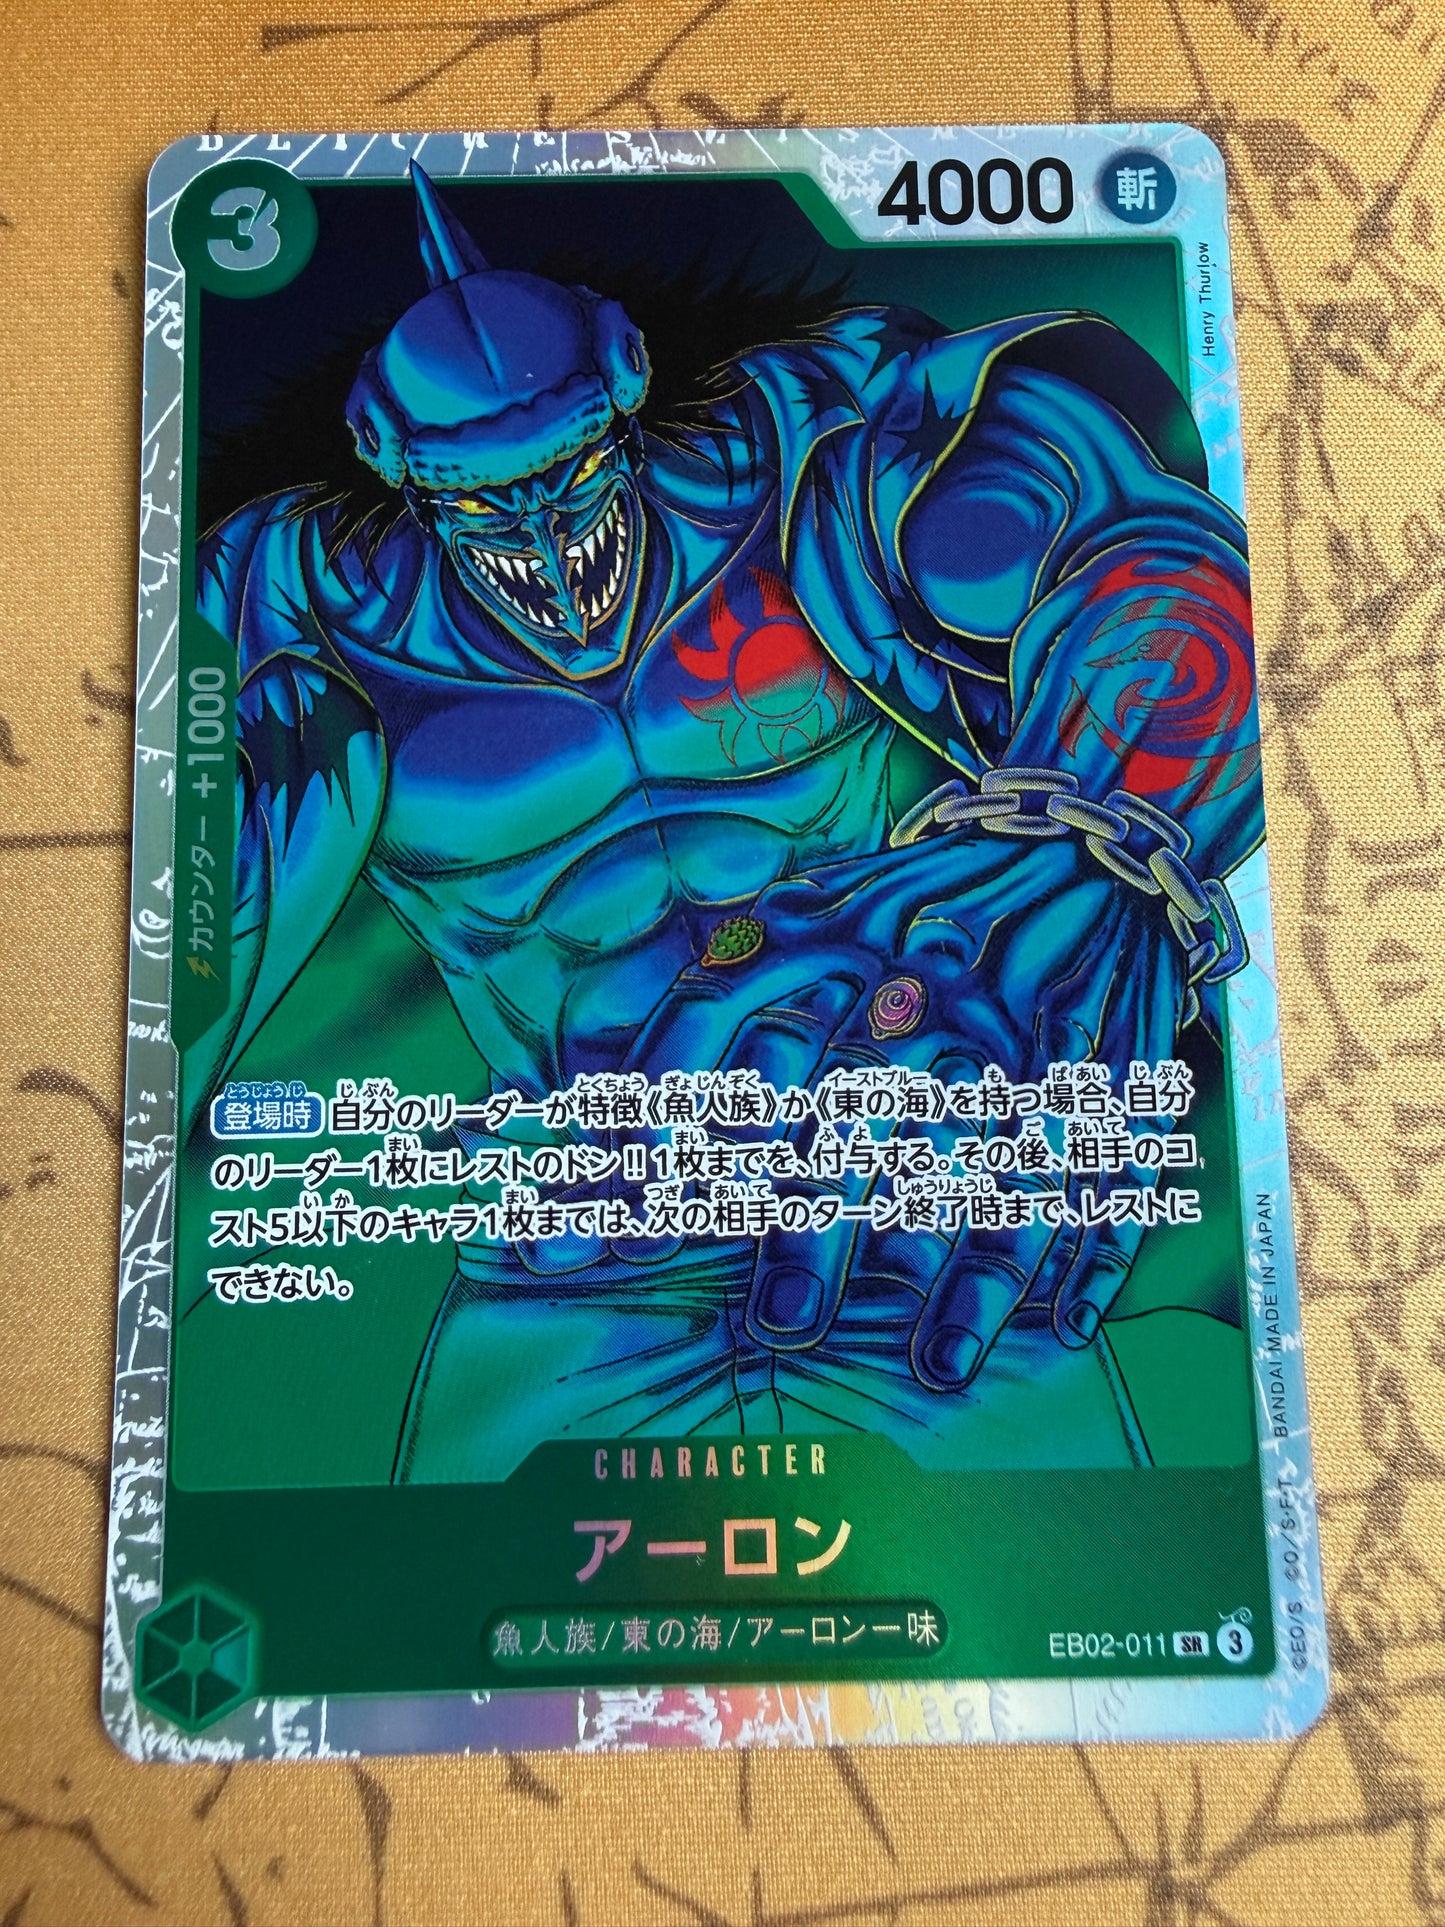 3
4000
斬
Henry Thurlow
カウンター +1000
登場時 自分のリーダーが特徴《魚人族》か《東の海》を持つ場合、自分
のリーダー1枚にレストのドン!!1枚までを、付与する。その後、相手のコ
スト5以下のキャラ1枚までは、次の相手のターン終了時まで、レストに
できない。
CHARACTER
アーロン
魚人族/東の海/アーロン一味
EB02-011 SR 3
©EO/S ©O/S・F・T BANDAI MADE IN JAPAN